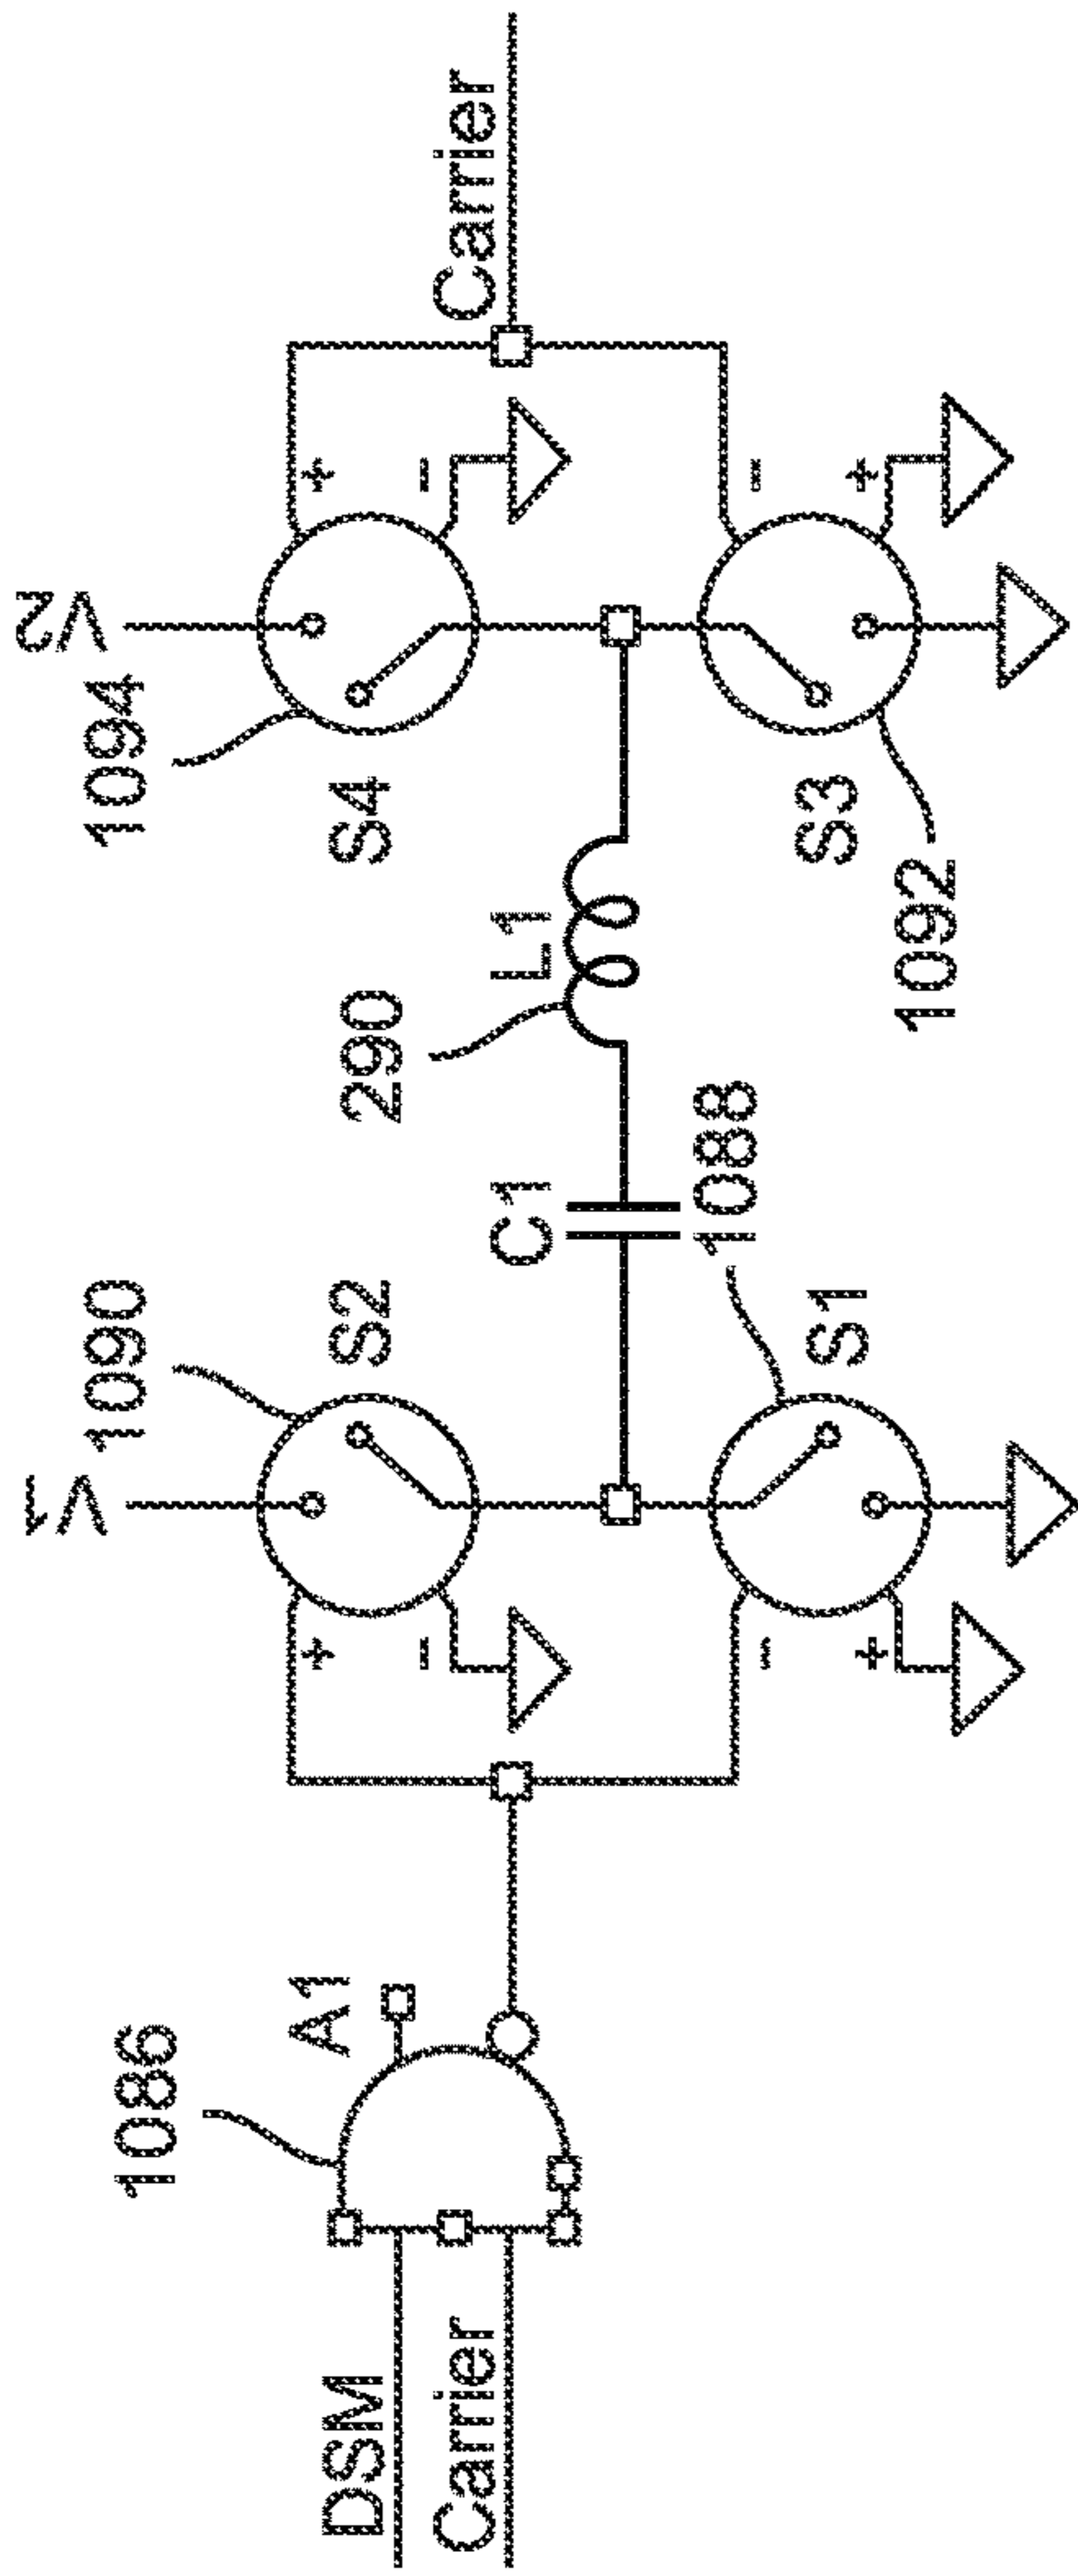 V1
V2
1090
1094
1086
S2
S4
A1
290
DSM
C1
L1
Carrier
Carrier
+
-
+
-
1088
S1
S3
1092
-
+
-
+